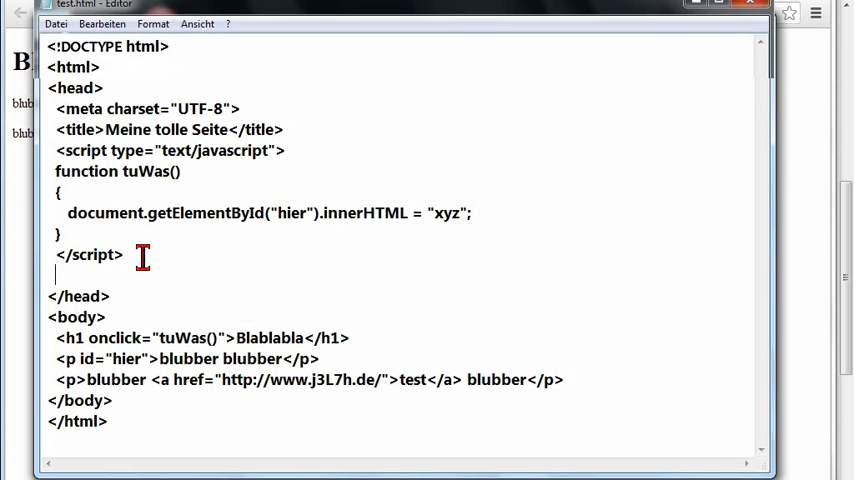 test.html - Editor
Datei Bearbeiten Format Ansicht ?
<!DOCTYPE html>
<html>
<head>
<meta charset="UTF-8">
<title>Meine tolle Seite</title>
<script type="text/javascript">
function tuWas()
{
document.getElementById("hier").innerHTML = "xyz";
}
</script>
</head>
<body>
<h1 onclick="tuWas()">Blablabla</h1>
<p id="hier">blubber blubber</p>
<p>blubber <a href="http://www.j3L7h.de/">test</a> blubber</p>
</body>
</html>